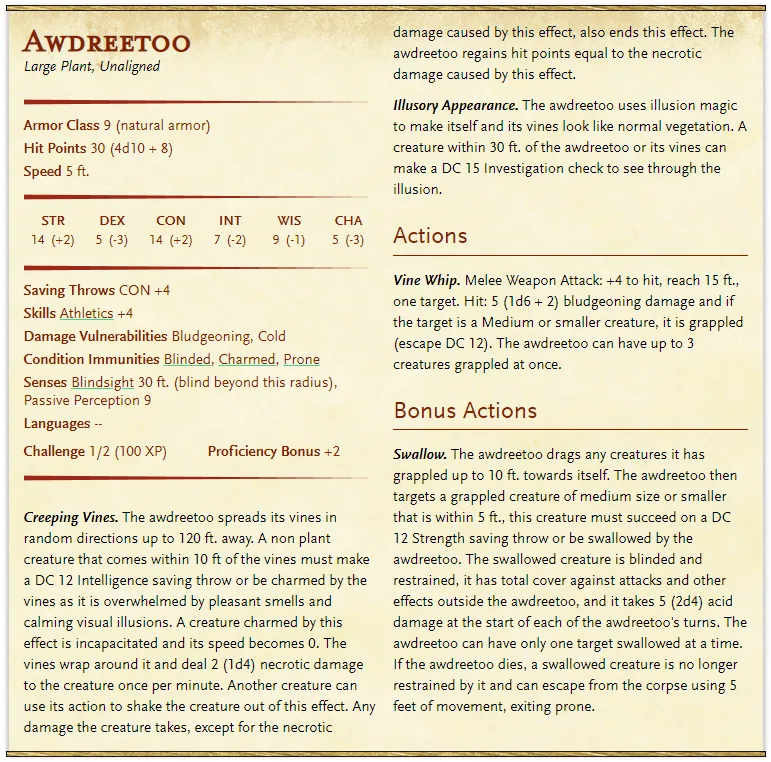 Awdreetoo
Large Plant, Unaligned
Armor Class 9 (natural armor)
Hit Points 30 (4d10 + 8)
Speed 5 ft.
STR DEX CON INT WIS CHA
14 (+2) 5 (-3) 14 (+2) 7 (-2) 9 (-1) 5 (-3)
Saving Throws CON +4
Skills Athletics +4
Damage Vulnerabilities Bludgeoning, Cold
Condition Immunities Blinded, Charmed, Prone
Senses Blindsight 30 ft. (blind beyond this radius),
Passive Perception 9
Languages --
Challenge 1/2 (100 XP) Proficiency Bonus +2
Creeping Vines. The awdreetoo spreads its vines in
random directions up to 120 ft. away. A non plant
creature that comes within 10 ft of the vines must make
a DC 12 Intelligence saving throw or be charmed by the
vines as it is overwhelmed by pleasant smells and
calming visual illusions. A creature charmed by this
effect is incapacitated and its speed becomes 0. The
vines wrap around it and deal 2 (1d4) necrotic damage
to the creature once per minute. Another creature can
use its action to shake the creature out of this effect. Any
damage the creature takes, except for the necrotic
damage caused by this effect, also ends this effect. The
awdreetoo regains hit points equal to the necrotic
damage caused by this effect.
Illusory Appearance. The awdreetoo uses illusion magic
to make itself and its vines look like normal vegetation. A
creature within 30 ft. of the awdreetoo or its vines can
make a DC 15 Investigation check to see through the
illusion.
Actions
Vine Whip. Melee Weapon Attack: +4 to hit, reach 15 ft.,
one target. Hit: 5 (1d6 + 2) bludgeoning damage and if
the target is a Medium or smaller creature, it is grappled
(escape DC 12). The awdreetoo can have up to 3
creatures grappled at once.
Bonus Actions
Swallow. The awdreetoo drags any creatures it has
grappled up to 10 ft. towards itself. The awdreetoo then
targets a grappled creature of medium size or smaller
that is within 5 ft., this creature must succeed on a DC
12 Strength saving throw or be swallowed by the
awdreetoo. The swallowed creature is blinded and
restrained, it has total cover against attacks and other
effects outside the awdreetoo, and it takes 5 (2d4) acid
damage at the start of each of the awdreetoo's turns. The
awdreetoo can have only one target swallowed at a time.
If the awdreetoo dies, a swallowed creature is no longer
restrained by it and can escape from the corpse using 5
feet of movement, exiting prone.